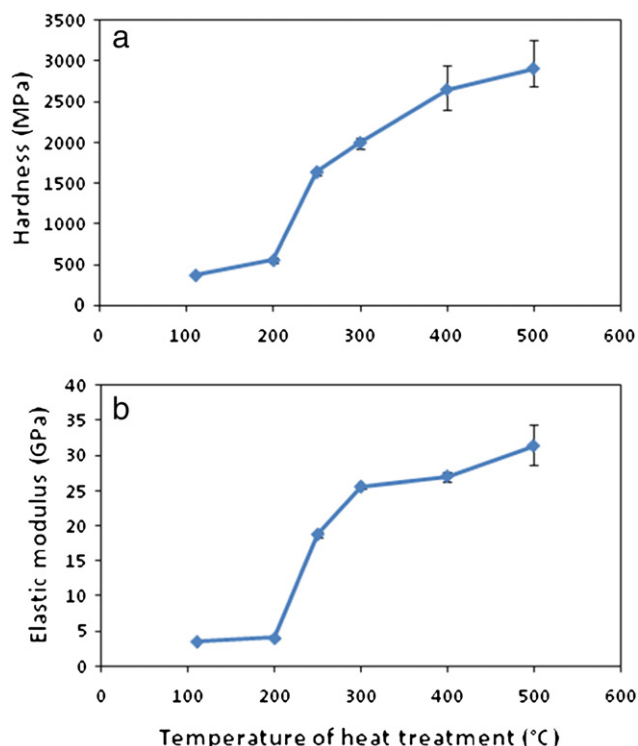 a
Hardness (MPa)
3500
3000
2500
2000
1500
1000
500
0
0 100 200 300 400 500 600
b
Elastic modulus (GPa)
40
35
30
25
20
15
10
5
0
0 100 200 300 400 500 600
Temperature of heat treatment (°C)